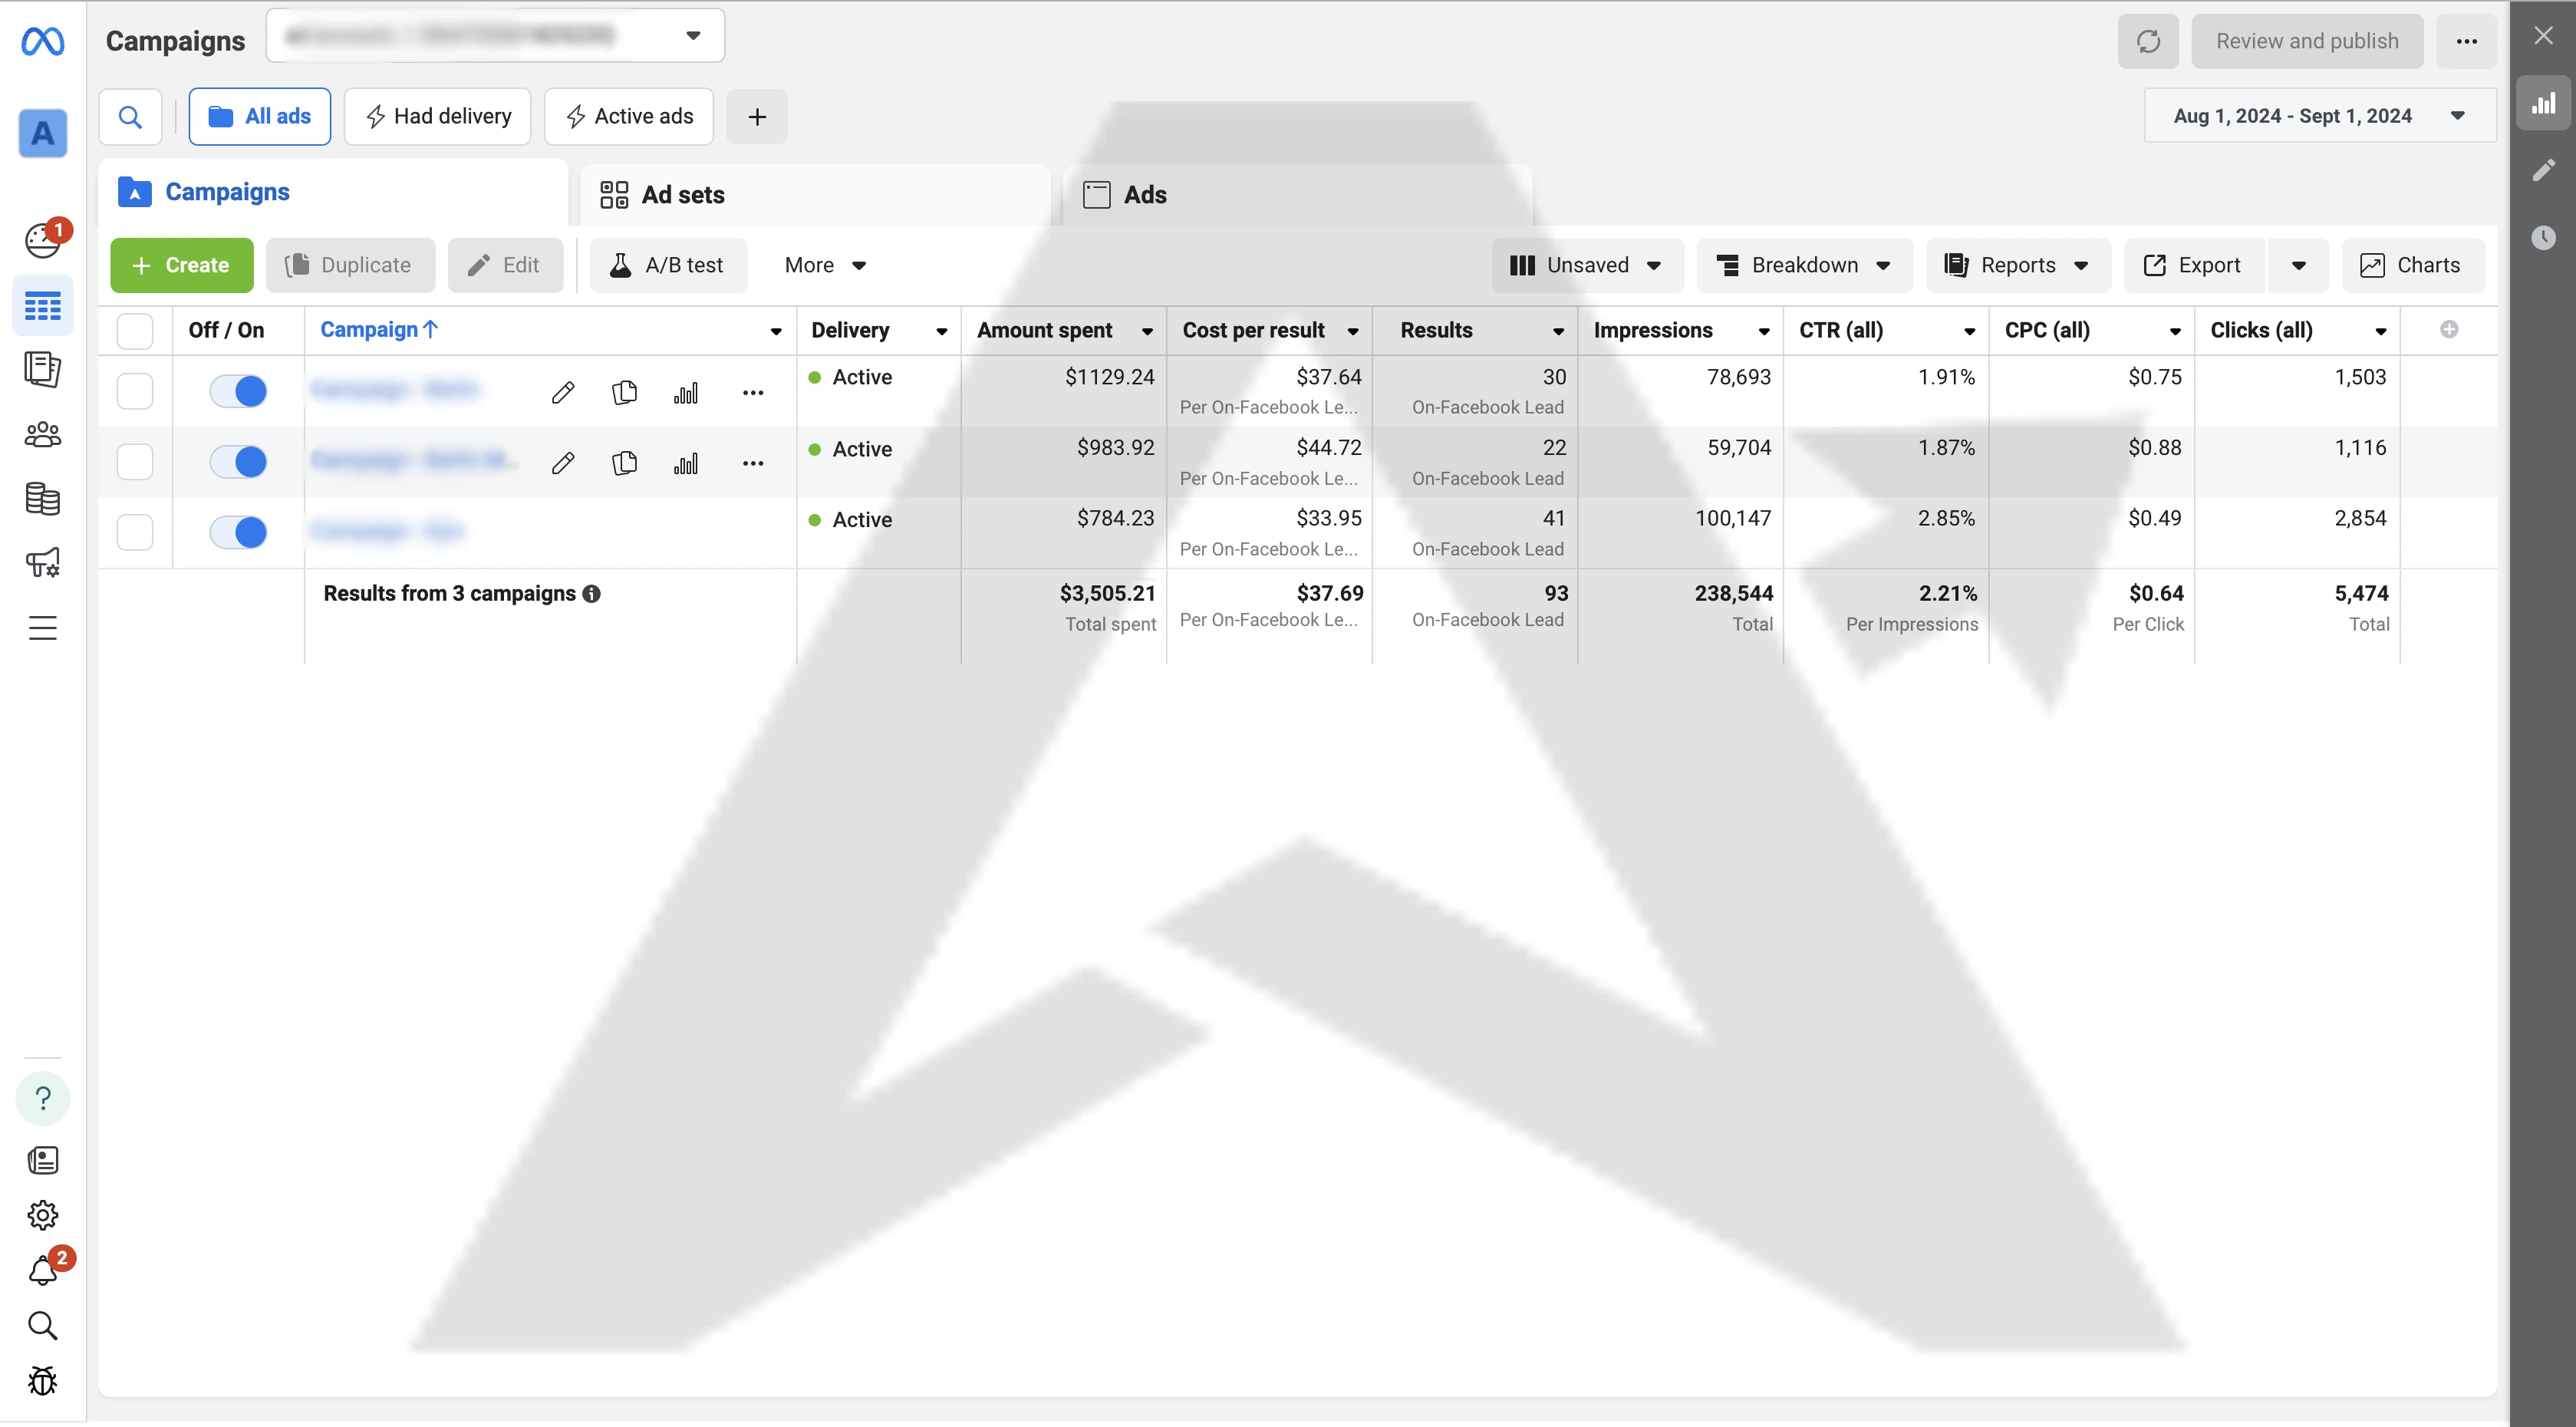 Campaigns
Review and publish
All ads
Had delivery
Active ads
Aug 1, 2024 - Sept 1, 2024
A
Campaigns
Ad sets
Ads
1
Create
Duplicate
Edit
A/B test
More
Unsaved
Breakdown
Reports
Export
Charts
Off / On
Campaign
Delivery
Amount spent
Cost per result
Results
Impressions
CTR (all)
CPC (all)
Clicks (all)
Active
$1129.24
$37.64
30
78,693
1.91%
$0.75
1,503
Per On-Facebook Le...
On-Facebook Lead
Active
$983.92
$44.72
22
59,704
1.87%
$0.88
1,116
Per On-Facebook Le...
On-Facebook Lead
Active
$784.23
$33.95
41
100,147
2.85%
$0.49
2,854
Per On-Facebook Le...
On-Facebook Lead
Results from 3 campaigns
$3,505.21
$37.69
93
238,544
2.21%
$0.64
5,474
Total spent
Per On-Facebook Le...
On-Facebook Lead
Total
Per Impressions
Per Click
Total
?
2